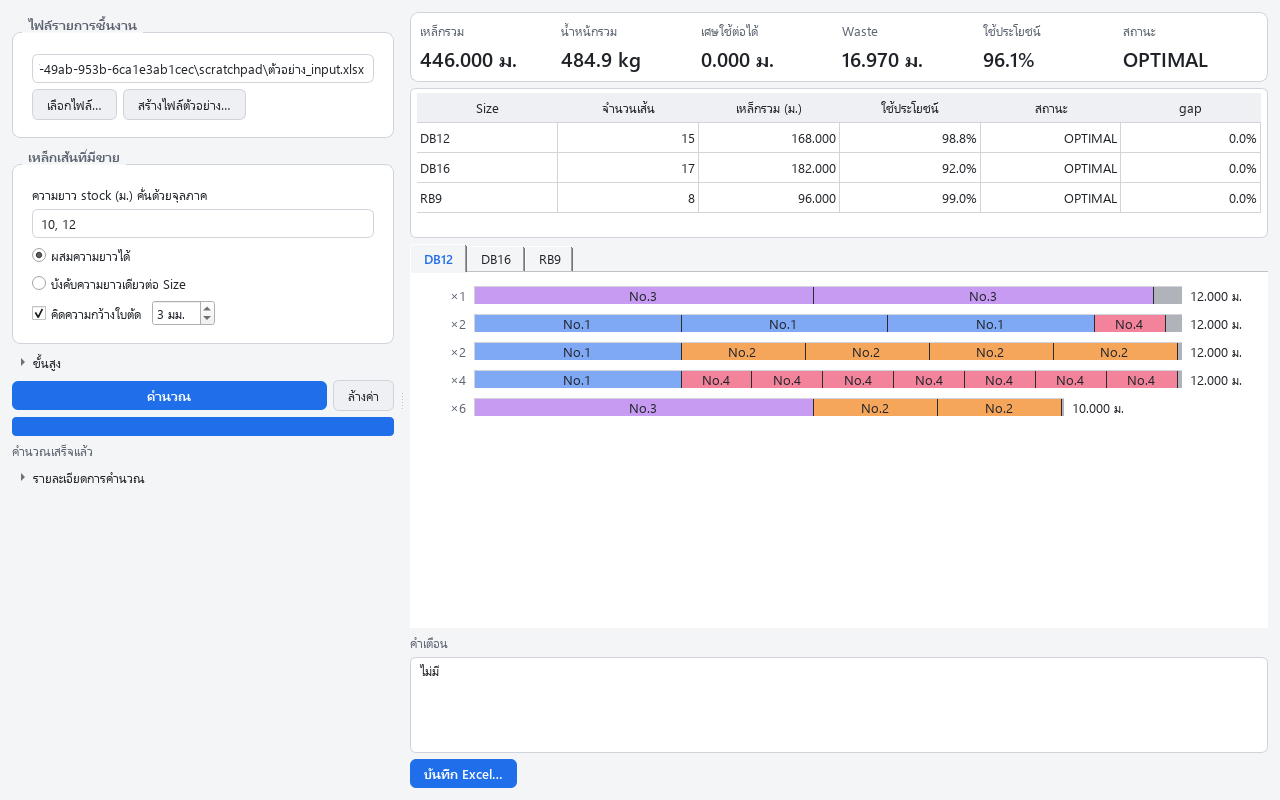 ไฟล์รายการชิ้นงาน
-49ab-953b-6ca1e3ab1cec\scratchpad\ตัวอย่าง_input.xlsx
เลือกไฟล์... สร้างไฟล์ตัวอย่าง...
เหล็กเส้นที่มีขาย
ความยาว stock (ม.) คั่นด้วยจุลภาค
10, 12
ผสมความยาวได้
บังคับความยาวเดียวต่อ Size
คิดความกว้างใบตัด 3 มม.
ขั้นสูง
คำนวณ ล้างค่า
คำนวณเสร็จแล้ว
รายละเอียดการคำนวณ
เหล็กรวม น้ำหนักรวม เศษใช้ต่อได้ Waste ใช้ประโยชน์ สถานะ
446.000 ม. 484.9 kg 0.000 ม. 16.970 ม. 96.1% OPTIMAL
Size จำนวนเส้น เหล็กรวม (ม.) ใช้ประโยชน์ สถานะ gap
DB12 15 168.000 98.8% OPTIMAL 0.0%
DB16 17 182.000 92.0% OPTIMAL 0.0%
RB9 8 96.000 99.0% OPTIMAL 0.0%
DB12 DB16 RB9
×1 No.3 No.3 12.000 ม.
×2 No.1 No.1 No.1 No.4 12.000 ม.
×2 No.1 No.2 No.2 No.2 No.2 12.000 ม.
×4 No.1 No.4 No.4 No.4 No.4 No.4 No.4 No.4 12.000 ม.
×6 No.3 No.2 No.2 10.000 ม.
คำเตือน
ไม่มี
บันทึก Excel...